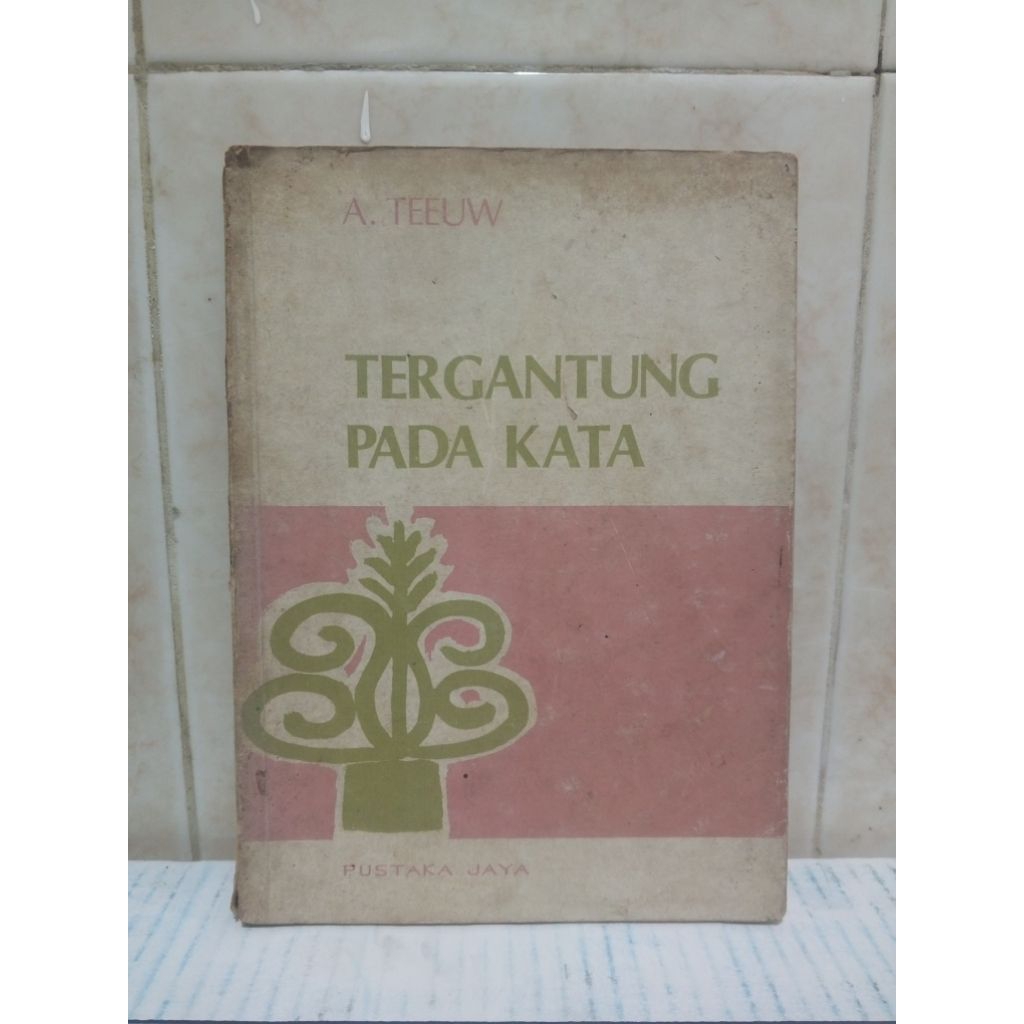 A. TEEUW
TERGANTUNG
PADA KATA
PUSTAKA JAYA